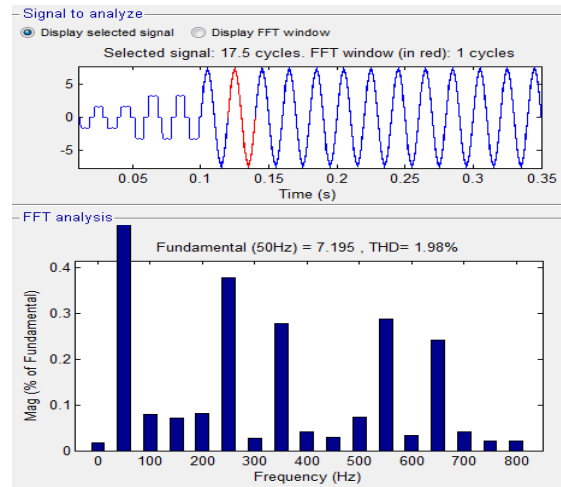 Signal to analyze
Display selected signal Display FFT window
Selected signal: 17.5 cycles. FFT window (in red): 1 cycles
5
0
-5
0.05 0.1 0.15 0.2 0.25 0.3 0.35
Time (s)
FFT analysis
Fundamental (50Hz) = 7.195 , THD= 1.98%
0.4
0.3
0.2
0.1
0
Mag (% of Fundamental)
0 100 200 300 400 500 600 700 800
Frequency (Hz)